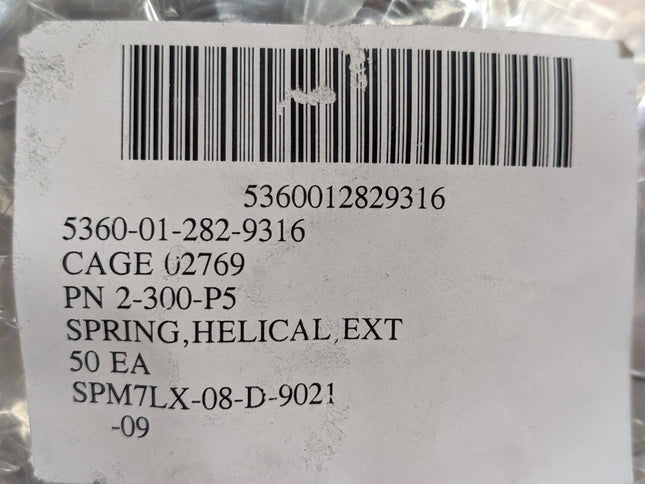 5360012829316
5360-01-282-9316
CAGE 02769
PN 2-300-P5
SPRING,HELICAL,EXT
50 EA
SPM7LX-08-D-9021
-09